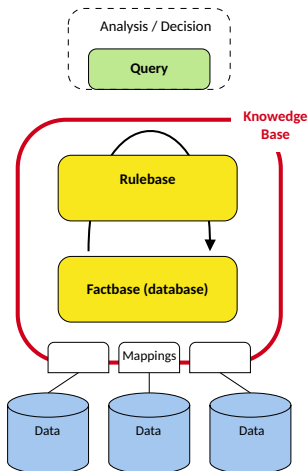 Analysis / Decision
Query
Knowedge
Base
Rulebase
Factbase (database)
Mappings
Data
Data
Data